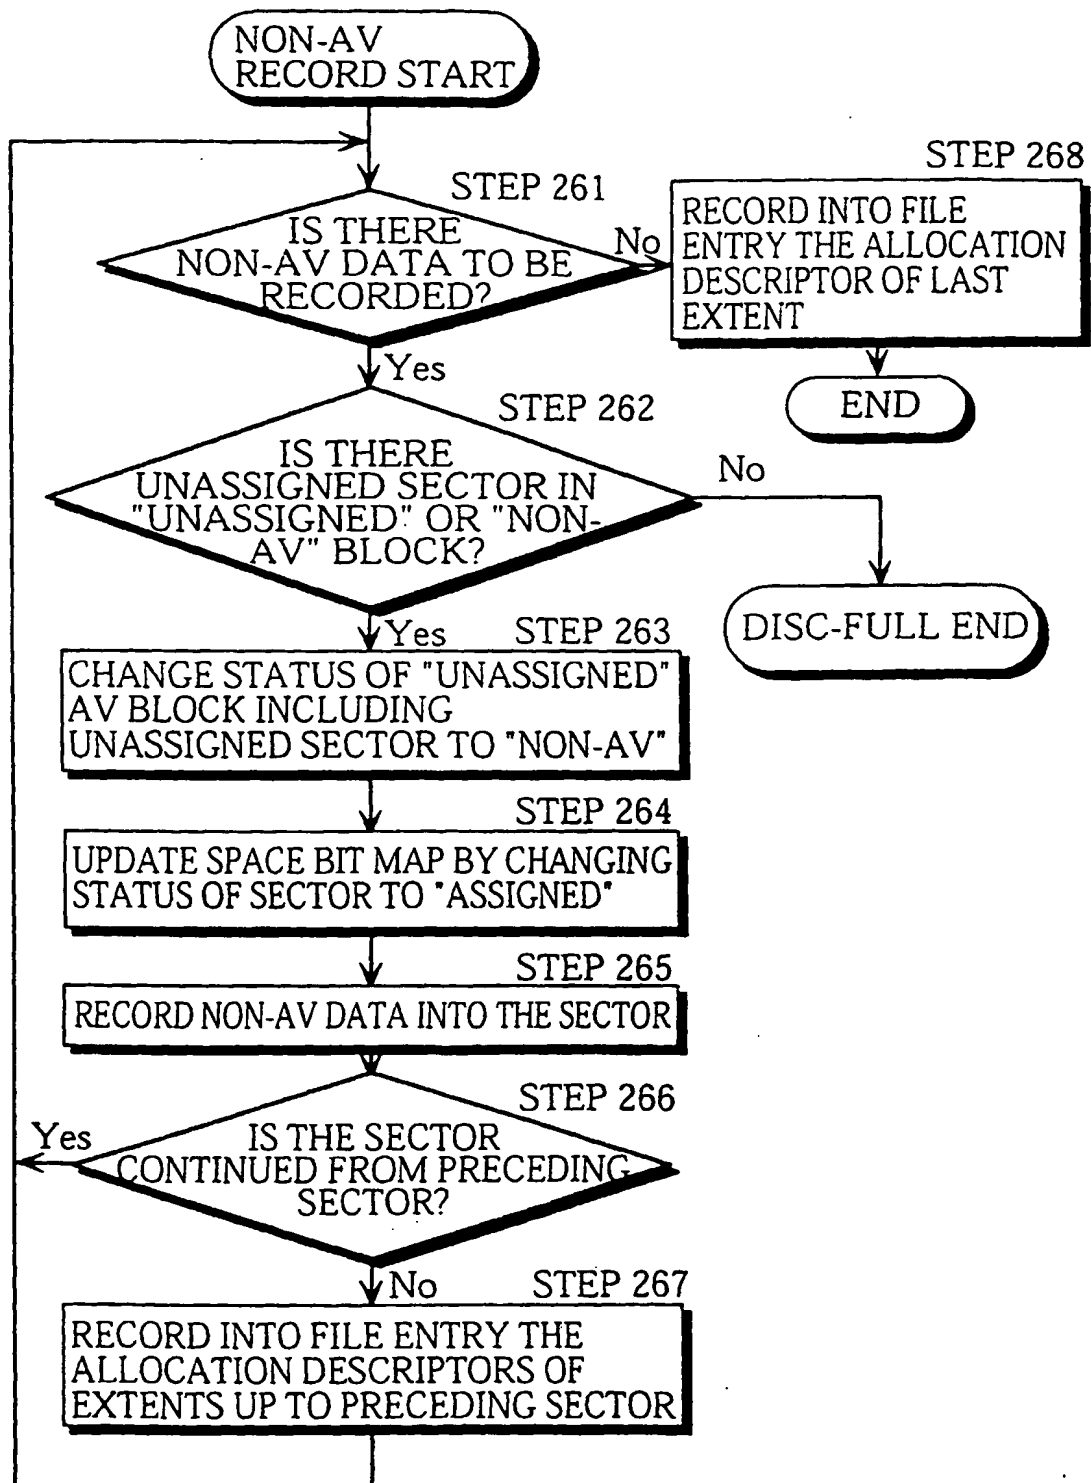 NON-AV
RECORD START
STEP 261
IS THERE
NON-AV DATA TO BE
RECORDED?
No
STEP 268
RECORD INTO FILE
ENTRY THE ALLOCATION
DESCRIPTOR OF LAST
EXTENT
END
Yes
STEP 262
IS THERE
UNASSIGNED SECTOR IN
"UNASSIGNED" OR "NON-
AV" BLOCK?
No
DISC-FULL END
Yes
STEP 263
CHANGE STATUS OF "UNASSIGNED"
AV BLOCK INCLUDING
UNASSIGNED SECTOR TO "NON-AV"
STEP 264
UPDATE SPACE BIT MAP BY CHANGING
STATUS OF SECTOR TO "ASSIGNED"
STEP 265
RECORD NON-AV DATA INTO THE SECTOR
STEP 266
Yes
IS THE SECTOR
CONTINUED FROM PRECEDING
SECTOR?
No
STEP 267
RECORD INTO FILE ENTRY THE
ALLOCATION DESCRIPTORS OF
EXTENTS UP TO PRECEDING SECTOR